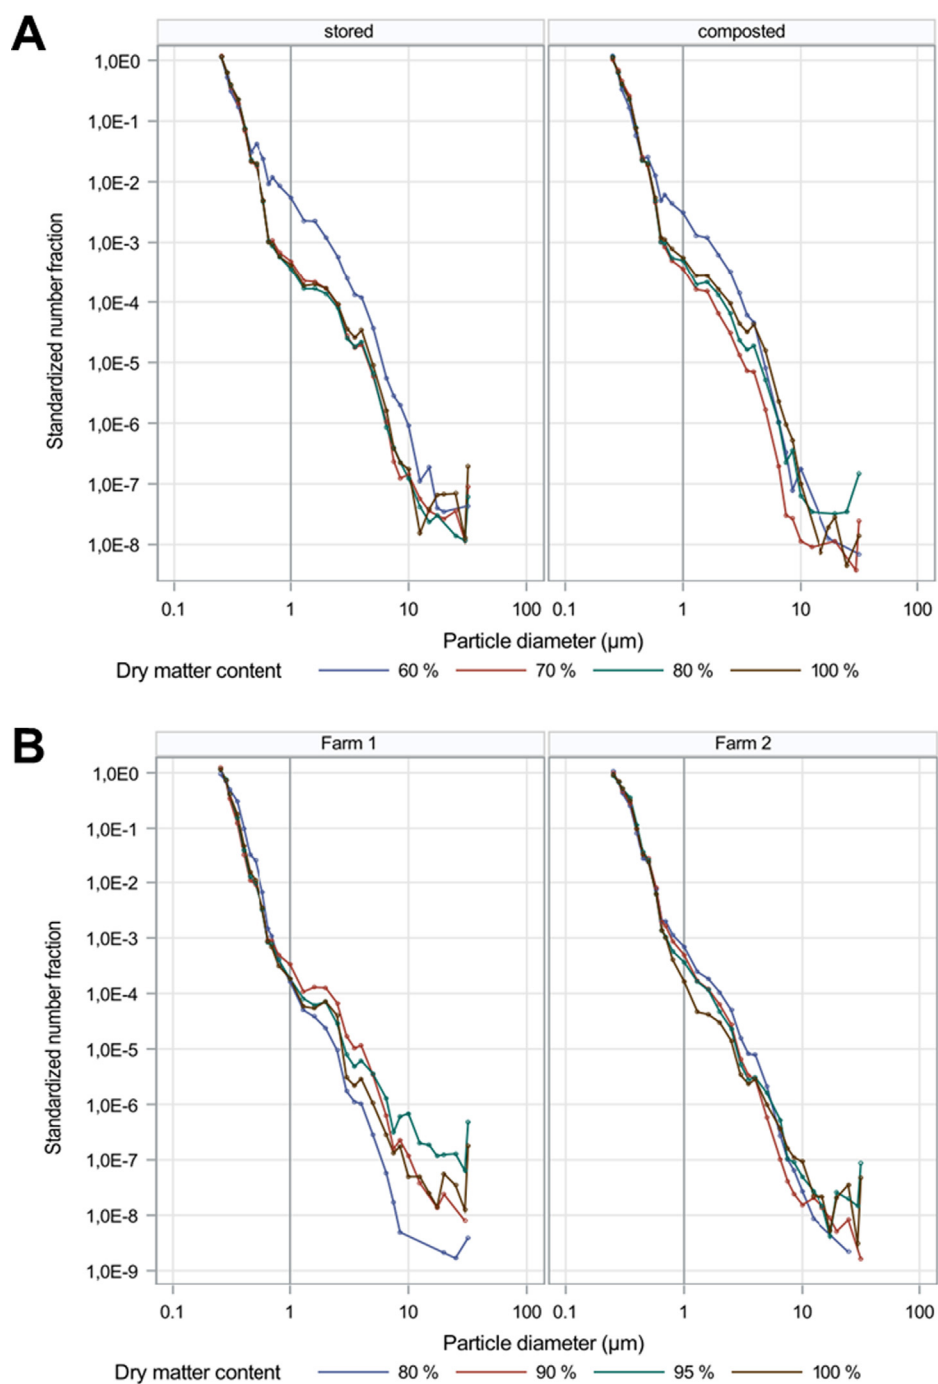 A
stored composted
1,0E0
1,0E-1
1,0E-2
1,0E-3
1,0E-4
1,0E-5
1,0E-6
1,0E-7
1,0E-8
Standardized number fraction
0.1 1 10 100 0.1 1 10 100
Particle diameter (µm)
Dry matter content 60 % 70 % 80 % 100 %
B
Farm 1 Farm 2
1,0E0
1,0E-1
1,0E-2
1,0E-3
1,0E-4
1,0E-5
1,0E-6
1,0E-7
1,0E-8
1,0E-9
Standardized number fraction
0.1 1 10 100 0.1 1 10 100
Particle diameter (µm)
Dry matter content 80 % 90 % 95 % 100 %